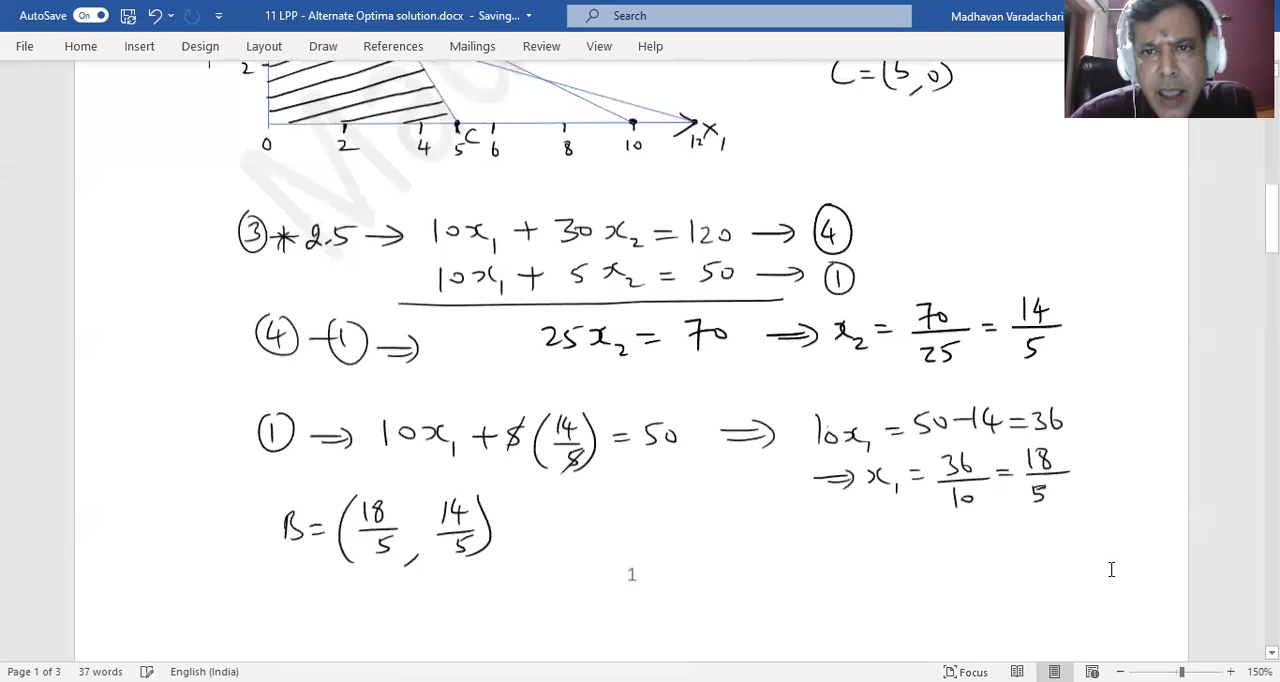 AutoSave On 11 LPP - Alternate Optima solution.docx - Saving... Search Madhavan Varadachari
File Home Insert Design Layout Draw References Mailings Review View Help
2 C = (5, 0)
0 2 4 5 C 6 8 10 12 X₁
③ * 2.5 → 10x₁ + 30x₂ = 120 → ④
10x₁ + 5x₂ = 50 → ①
④ - ① ⇒ 25x₂ = 70 ⇒ x₂ = 70/25 = 14/5
① ⇒ 10x₁ + 5(14/5) = 50 ⇒ 10x₁ = 50 - 14 = 36
⇒ x₁ = 36/10 = 18/5
B = (18/5, 14/5)
1
Page 1 of 3 37 words English (India) Focus 150%